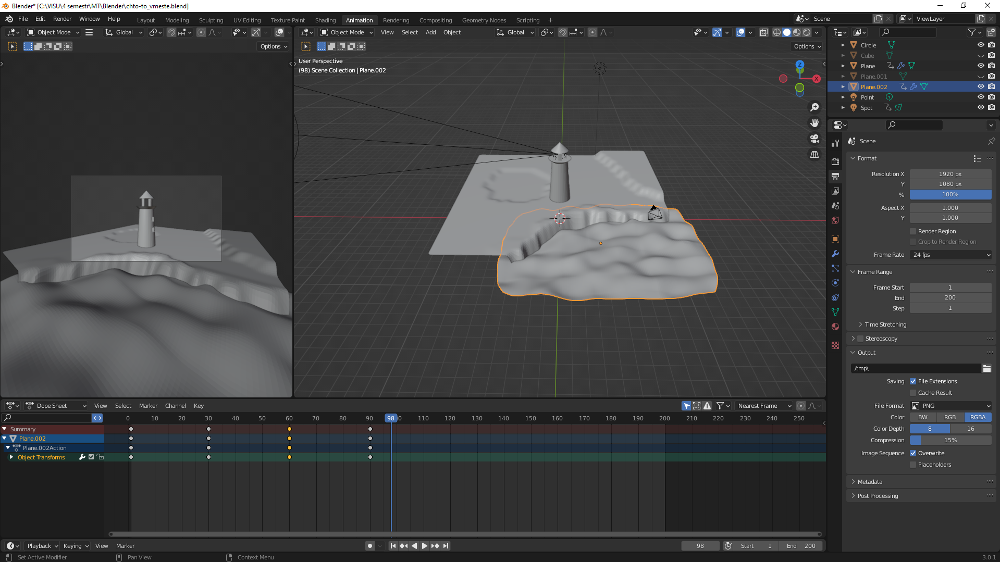 Blender* [C:\VISU\4 semestr\MT\Blender\chto-to_vmeste.blend]
File Edit Render Window Help Layout Modeling Sculpting UV Editing Texture Paint Shading Animation Rendering Compositing Geometry Nodes Scripting + Scene ViewLayer
Object Mode Global Object Mode View Select Add Object Global
Options Options
User Perspective
(98) Scene Collection | Plane.002
Z
X
Circle
Cube
Plane
Plane.001
Plane.002
Point
Spot
Scene
Format
Resolution X 1920 px
Y 1080 px
% 100%
Aspect X 1.000
Y 1.000
Render Region
Crop to Render Region
Frame Rate 24 fps
Frame Range
Frame Start 1
End 200
Step 1
Time Stretching
Stereoscopy
Output
/tmp\
Saving File Extensions
Cache Result
File Format PNG
Color BW RGB RGBA
Color Depth 8 16
Compression 15%
Image Sequence Overwrite
Placeholders
Metadata
Post Processing
Dope Sheet View Select Marker Channel Key Nearest Frame
0 10 20 30 40 50 60 70 80 90 98 0 110 120 130 140 150 160 170 180 190 200 210 220 230 240 250
Summary
Plane.002
Plane.002Action
Object Transforms
Playback Keying View Marker 98 Start 1 End 200
Set Active Modifier Pan View Context Menu 3.0.1